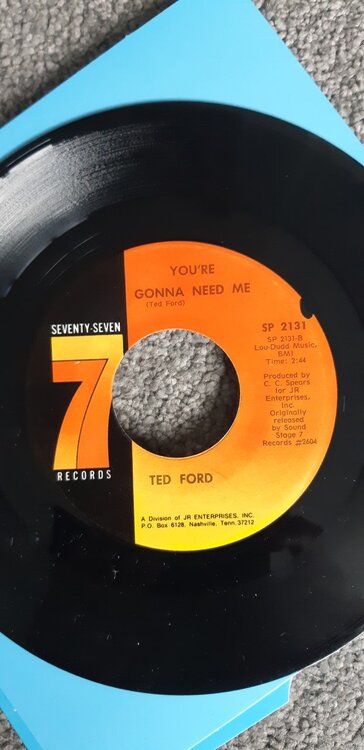 YOU'RE
GONNA NEED ME
(Ted Ford)
SEVENTY-SEVEN
7
RECORDS
SP 2131
SP 2131-B
Lou-Dudd Music,
BMI
Time: 2:44
Produced by
C. C. Spears
for JR
Enterprises,
Inc.
Originally
released
by Sound
Stage 7
Records #2604
TED FORD
A Division of JR ENTERPRISES, INC.
P.O. Box 6128, Nashville, Tenn. 37212